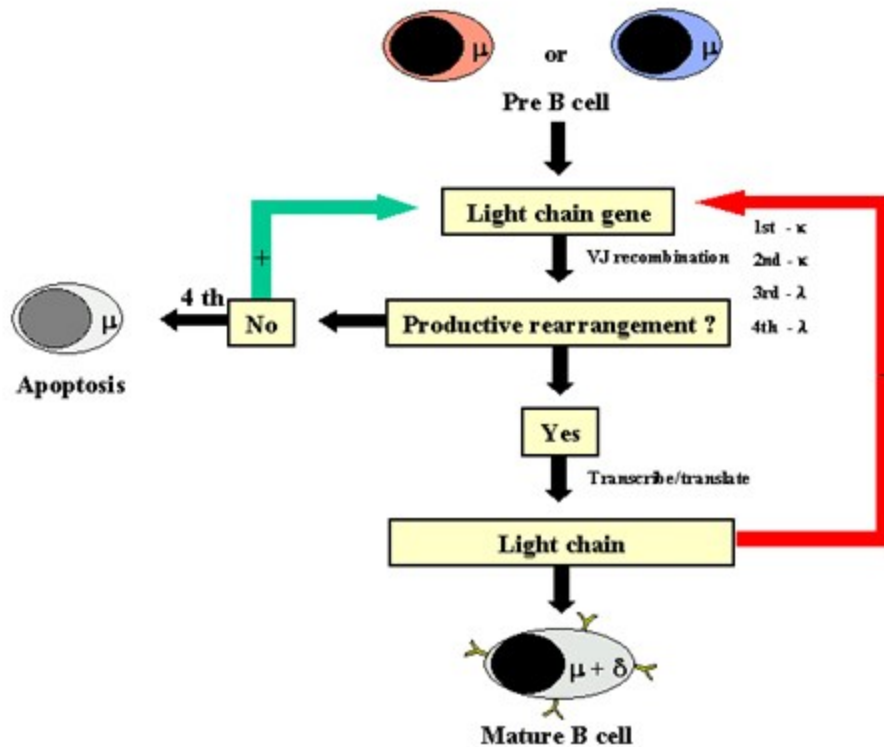 μ
or
μ
Pre B cell
Light chain gene
1st - κ
VJ recombination
2nd - κ
+
3rd - λ
4 th
μ
No
Productive rearrangement ?
4th - λ
Apoptosis
Yes
Transcribe/translate
Light chain
μ + δ
Mature B cell